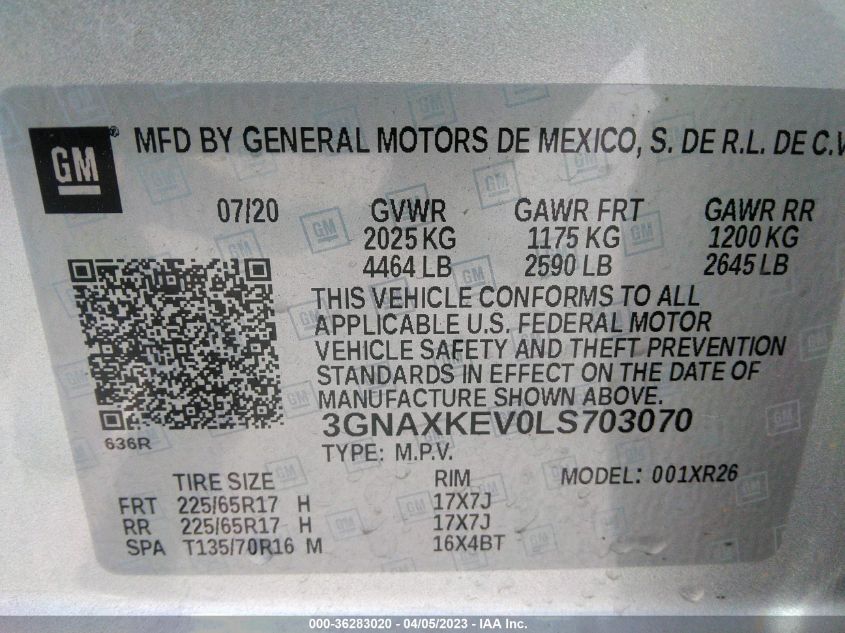 GM ® MFD BY GENERAL MOTORS DE MEXICO, S. DE R.L. DE C.V
07/20 GVWR GAWR FRT GAWR RR
2025 KG 1175 KG 1200 KG
4464 LB 2590 LB 2645 LB
THIS VEHICLE CONFORMS TO ALL
APPLICABLE U.S. FEDERAL MOTOR
VEHICLE SAFETY AND THEFT PREVENTION
STANDARDS IN EFFECT ON THE DATE OF
MANUFACTURE SHOWN ABOVE.
636R 3GNAXKEV0LS703070
TYPE: M.P.V.
TIRE SIZE RIM MODEL: 001XR26
FRT 225/65R17 H 17X7J
RR 225/65R17 H 17X7J
SPA T135/70R16 M 16X4BT
000-36283020 - 04/05/2023 - IAA Inc.